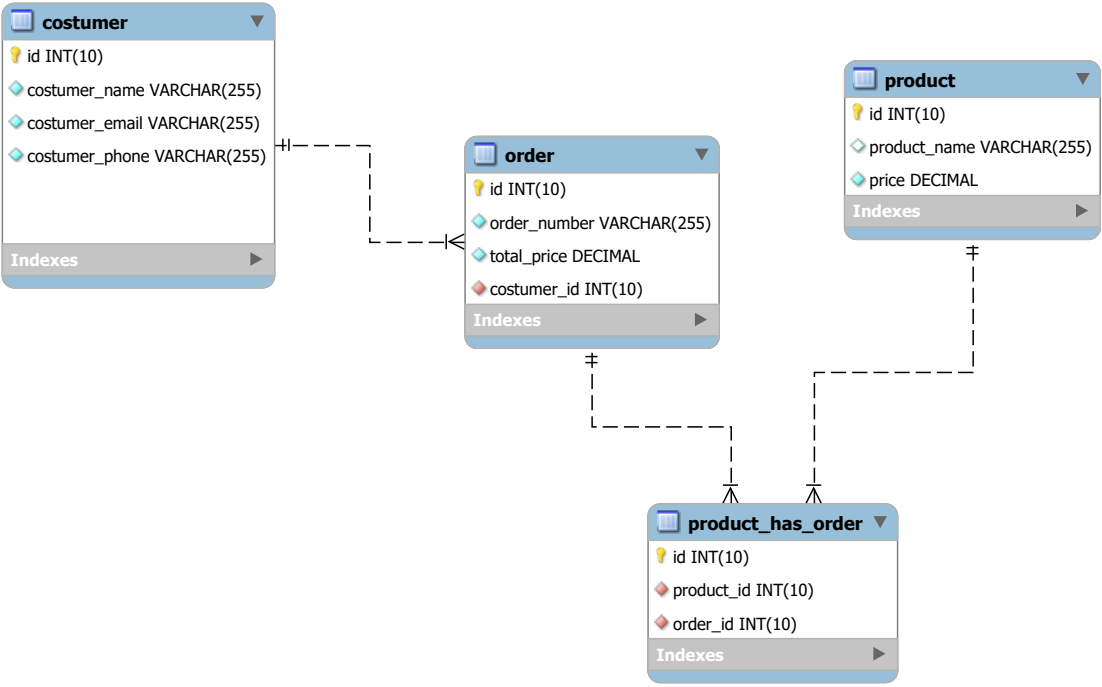 costumer
id INT(10)
costumer_name VARCHAR(255)
costumer_email VARCHAR(255)
costumer_phone VARCHAR(255)
Indexes
order
id INT(10)
order_number VARCHAR(255)
total_price DECIMAL
costumer_id INT(10)
Indexes
product
id INT(10)
product_name VARCHAR(255)
price DECIMAL
Indexes
product_has_order
id INT(10)
product_id INT(10)
order_id INT(10)
Indexes